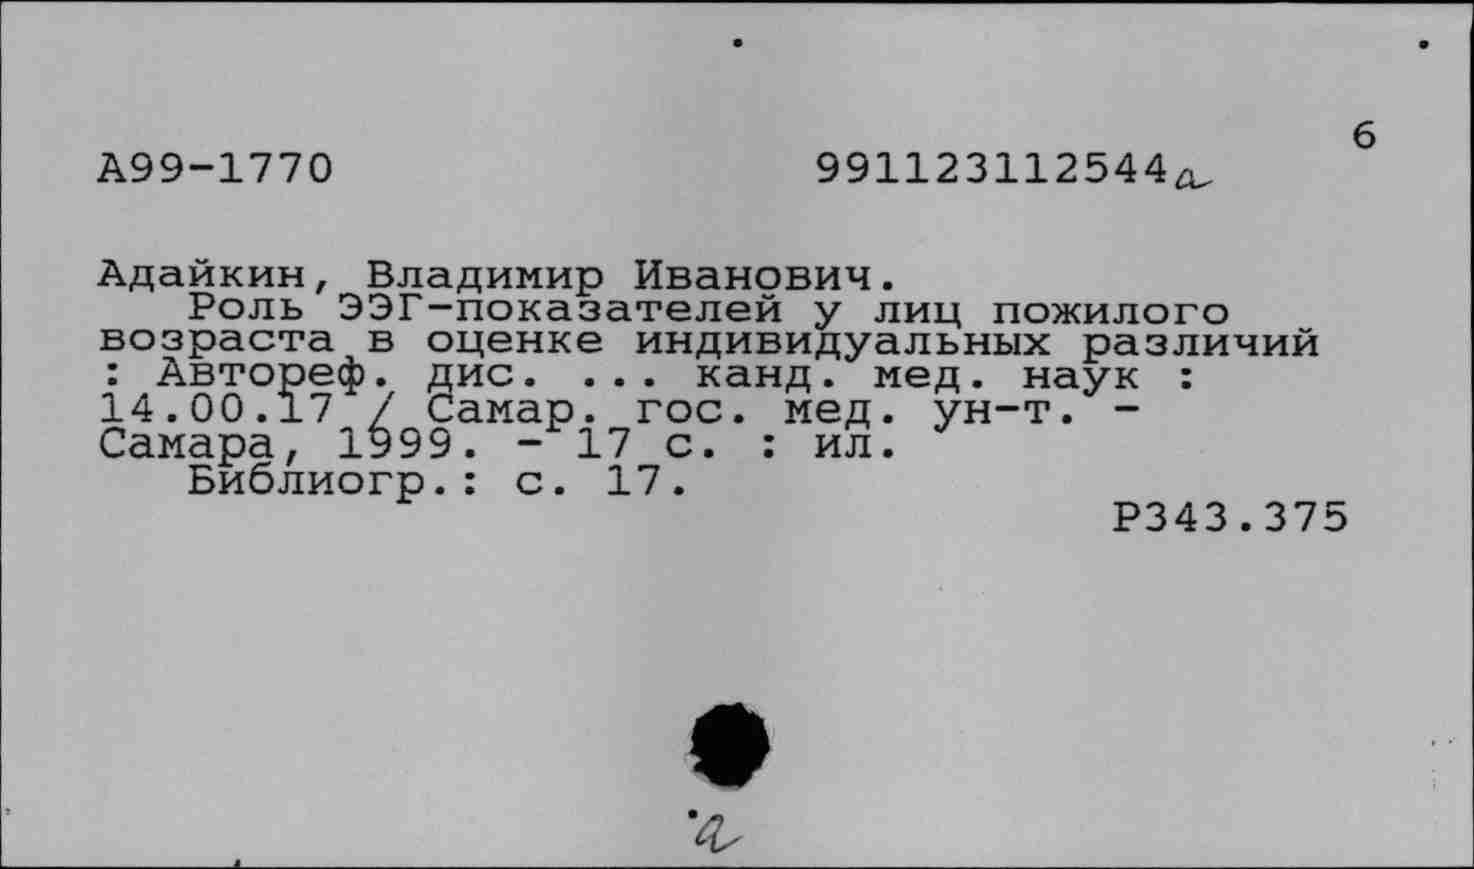 6
A99-1770 991123112544a
Адайкин, Владимир Иванович.
Роль ЭЭГ-показателей у лиц пожилого
возраста в оценке индивидуальных различий
: Автореф. дис. ... канд. мед. наук :
14.00.17 / Самар. гос. мед. ун-т. -
Самара, 1999. - 17 с. : ил.
Библиогр.: с. 17.
Р343.375
а